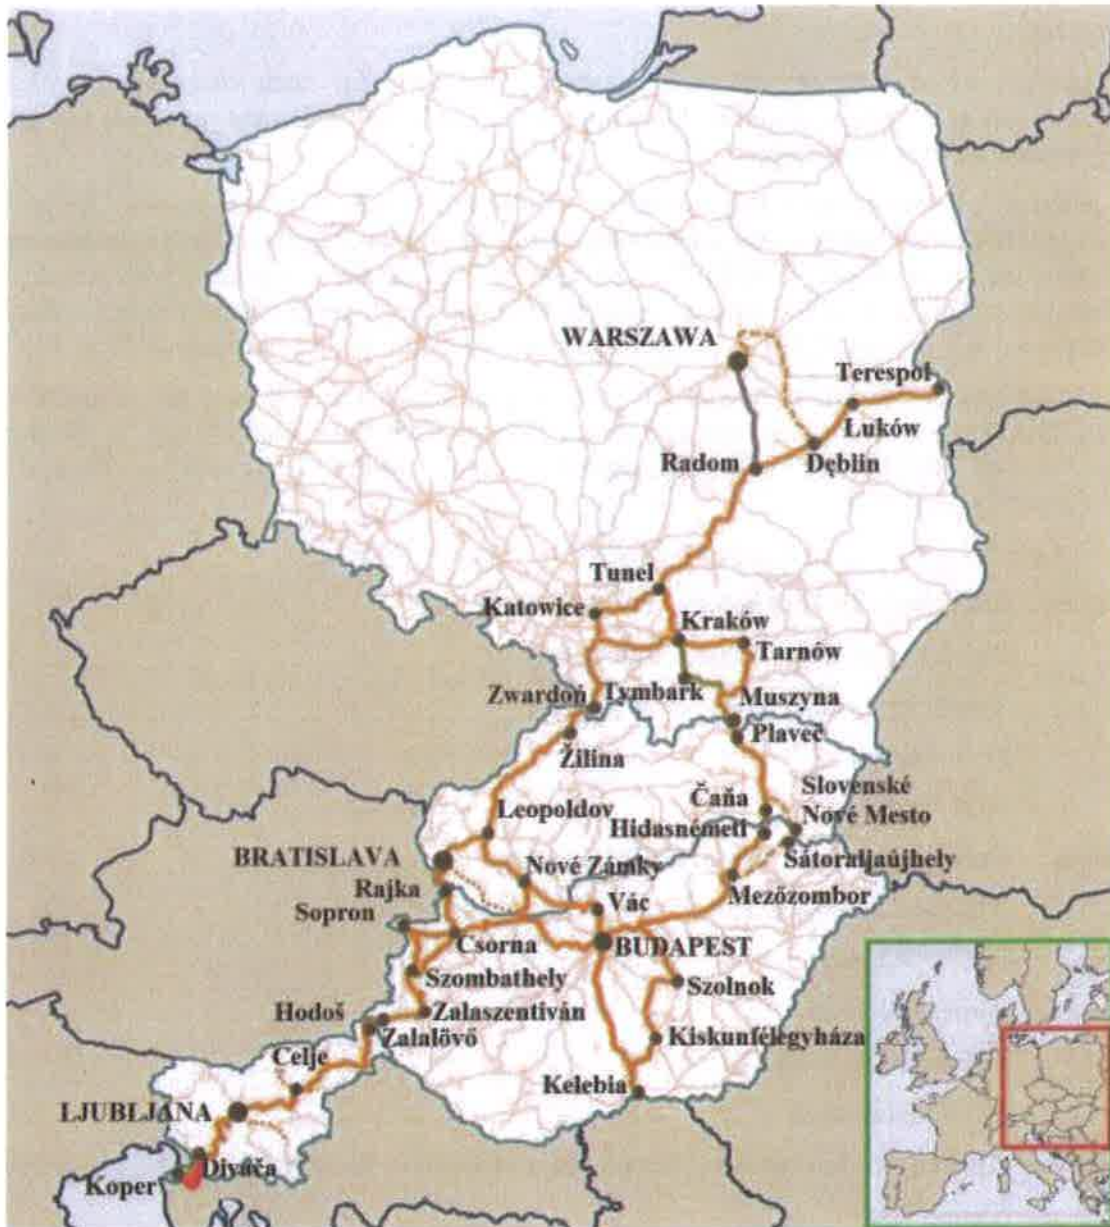 WARSZAWA
Terespol
Łuków
Radom
Dęblin
Tunel
Katowice
Kraków
Tarnów
Zwardoń
Tymbark
Muszyna
Plaveč
Žilina
Slovenské
Čaňa
Nové Mesto
Leopoldov
Hidasnémeti
BRATISLAVA
Nové Zámky
Sátoraljaújhely
Rajka
Mezőzombor
Sopron
Vác
Csorna
BUDAPEST
Szombathely
Szolnok
Hodoš
Zalaszentiván
Zalalövő
Kiskunfélegyháza
Celje
Kelebia
LJUBLJANA
Divača
Koper